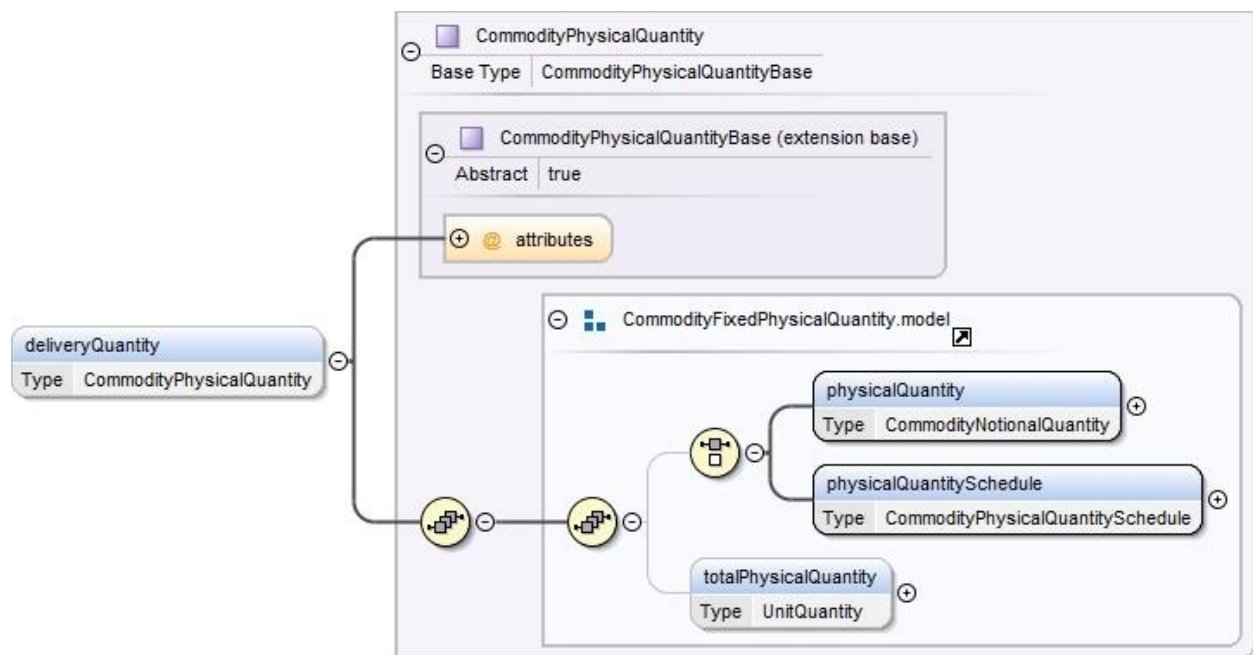 CommodityPhysicalQuantity
Base Type CommodityPhysicalQuantityBase
CommodityPhysicalQuantityBase (extension base)
Abstract true
@ attributes
CommodityFixedPhysicalQuantity.model
deliveryQuantity
Type CommodityPhysicalQuantity
physicalQuantity
Type CommodityNotionalQuantity
physicalQuantitySchedule
Type CommodityPhysicalQuantitySchedule
totalPhysicalQuantity
Type UnitQuantity